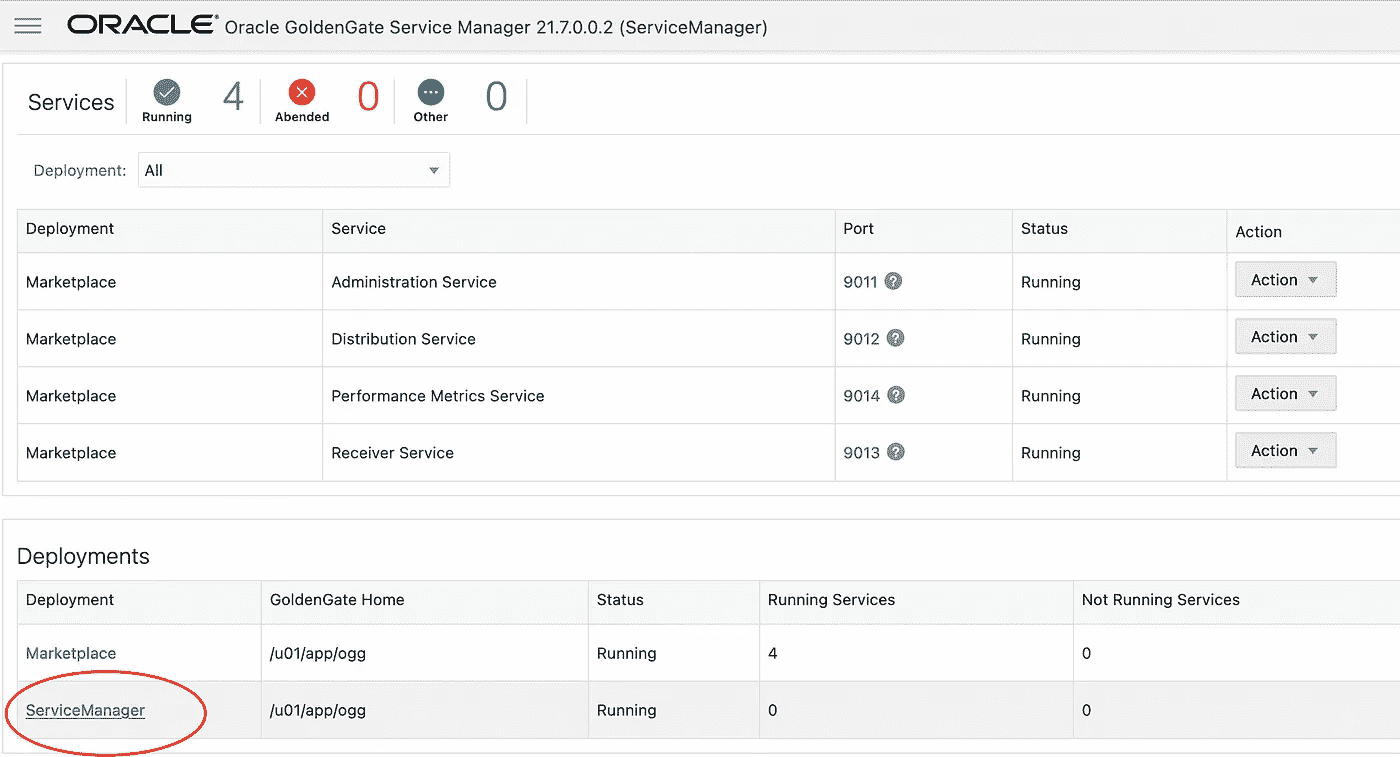 ORACLE® Oracle GoldenGate Service Manager 21.7.0.0.2 (ServiceManager)
Services Running 4 Abended 0 Other 0
Deployment: All
Deployment Service Port Status Action
Marketplace Administration Service 9011 Running Action
Marketplace Distribution Service 9012 Running Action
Marketplace Performance Metrics Service 9014 Running Action
Marketplace Receiver Service 9013 Running Action
Deployments
Deployment GoldenGate Home Status Running Services Not Running Services
Marketplace /u01/app/ogg Running 4 0
ServiceManager /u01/app/ogg Running 0 0